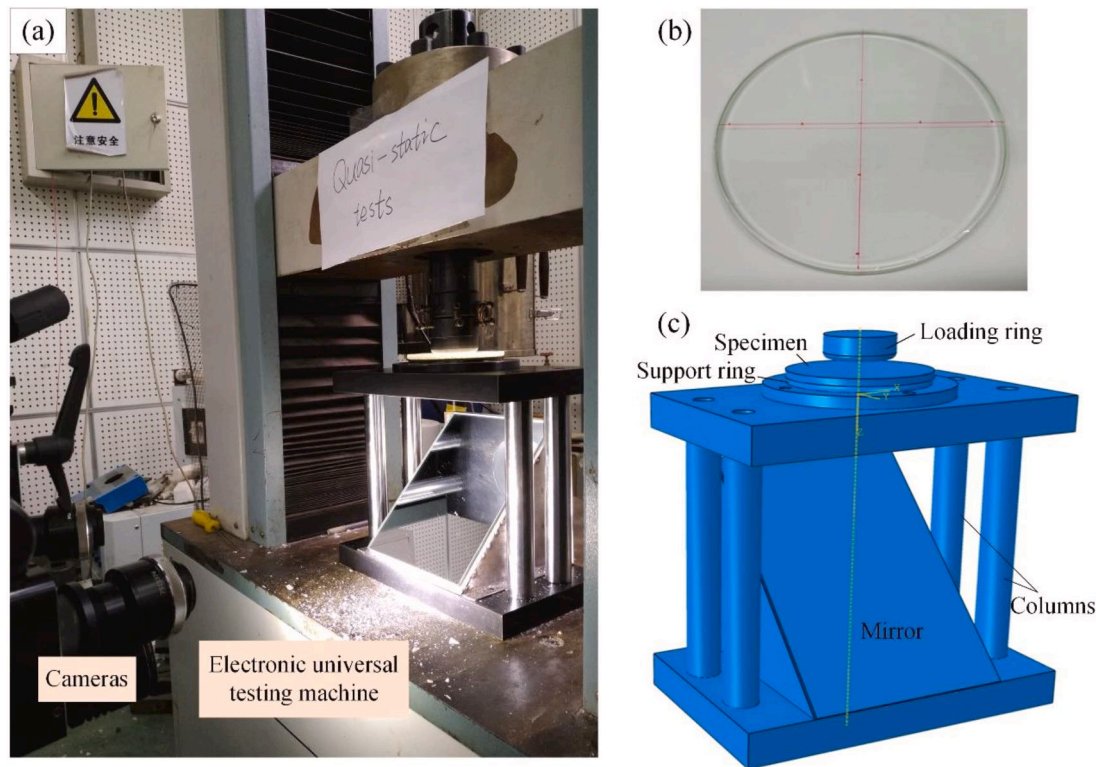 (a)
注意安全
Quasi-static
tests
Cameras
Electronic universal
testing machine
(b)
(c)
Loading ring
Specimen
Support ring
X
Y
Z
Columns
Mirror